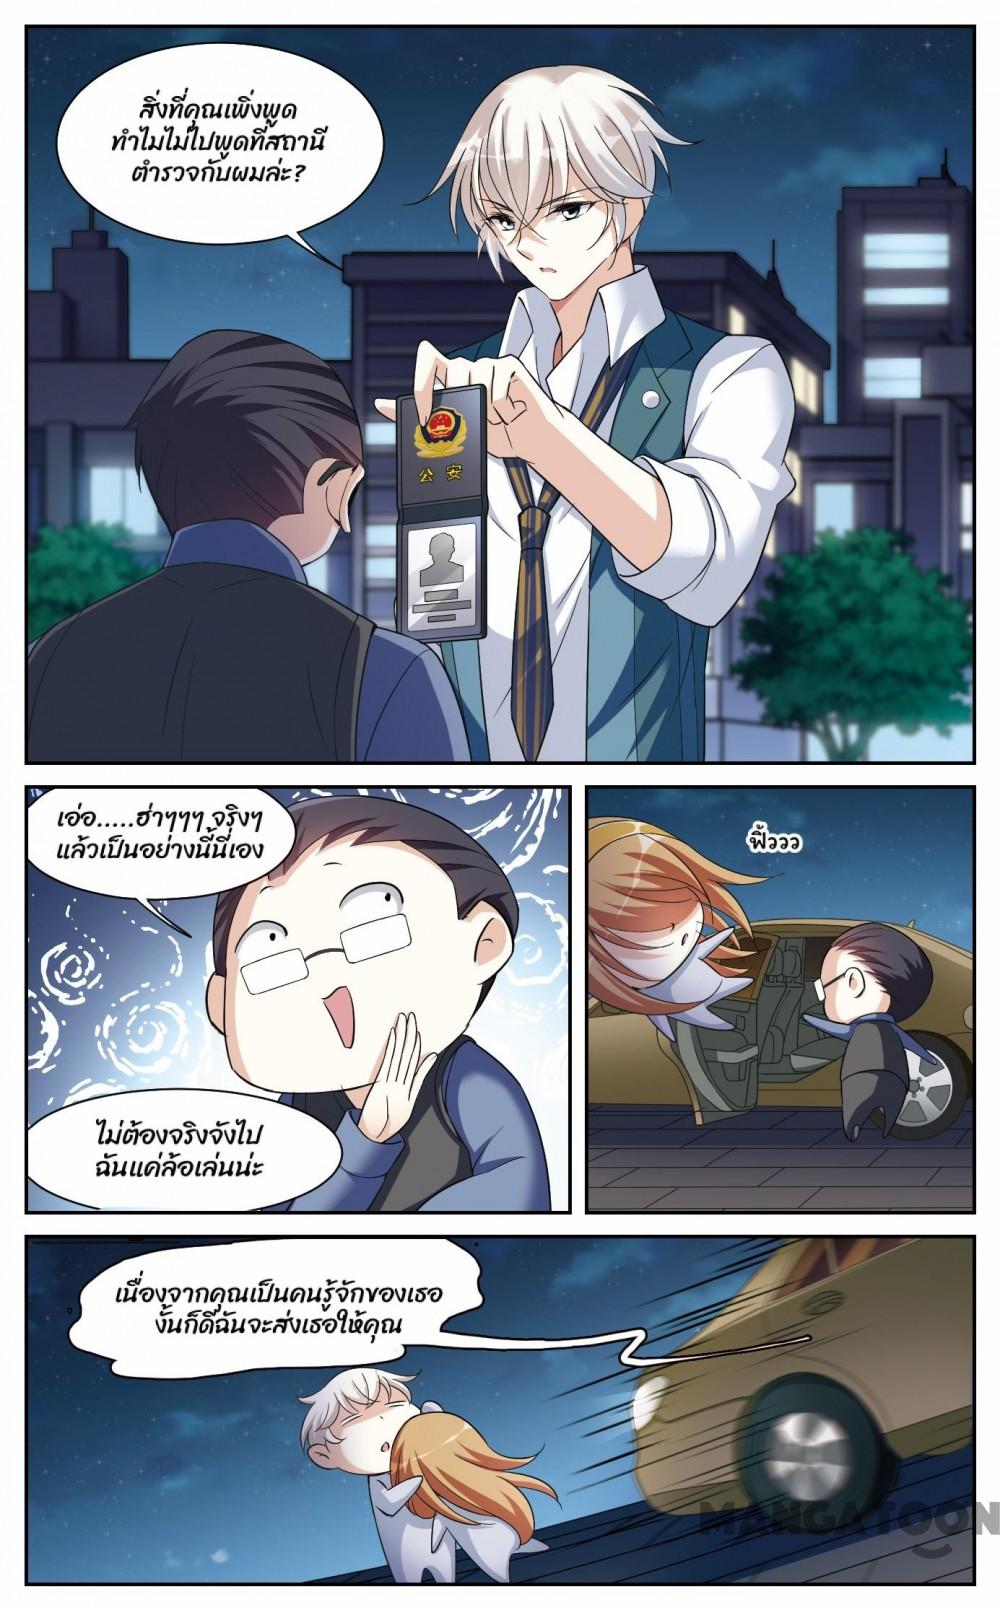 สิ่งที่คุณเพิ่งพูด
ทำไมไม่ไปพูดที่สถานี
ตำรวจกับผมล่ะ?
公安
เอ่อ.....ฮ่าๆๆๆ จริงๆ
แล้วเป็นอย่างนี้นี่เอง
ไม่ต้องจริงจังไป
ฉันแค่ล้อเล่นน่ะ
ฟิ้ววว
เนื่องจากคุณเป็นคนรู้จักของเธอ
งั้นก็ดีฉันจะส่งเธอให้คุณ
MANGATOON